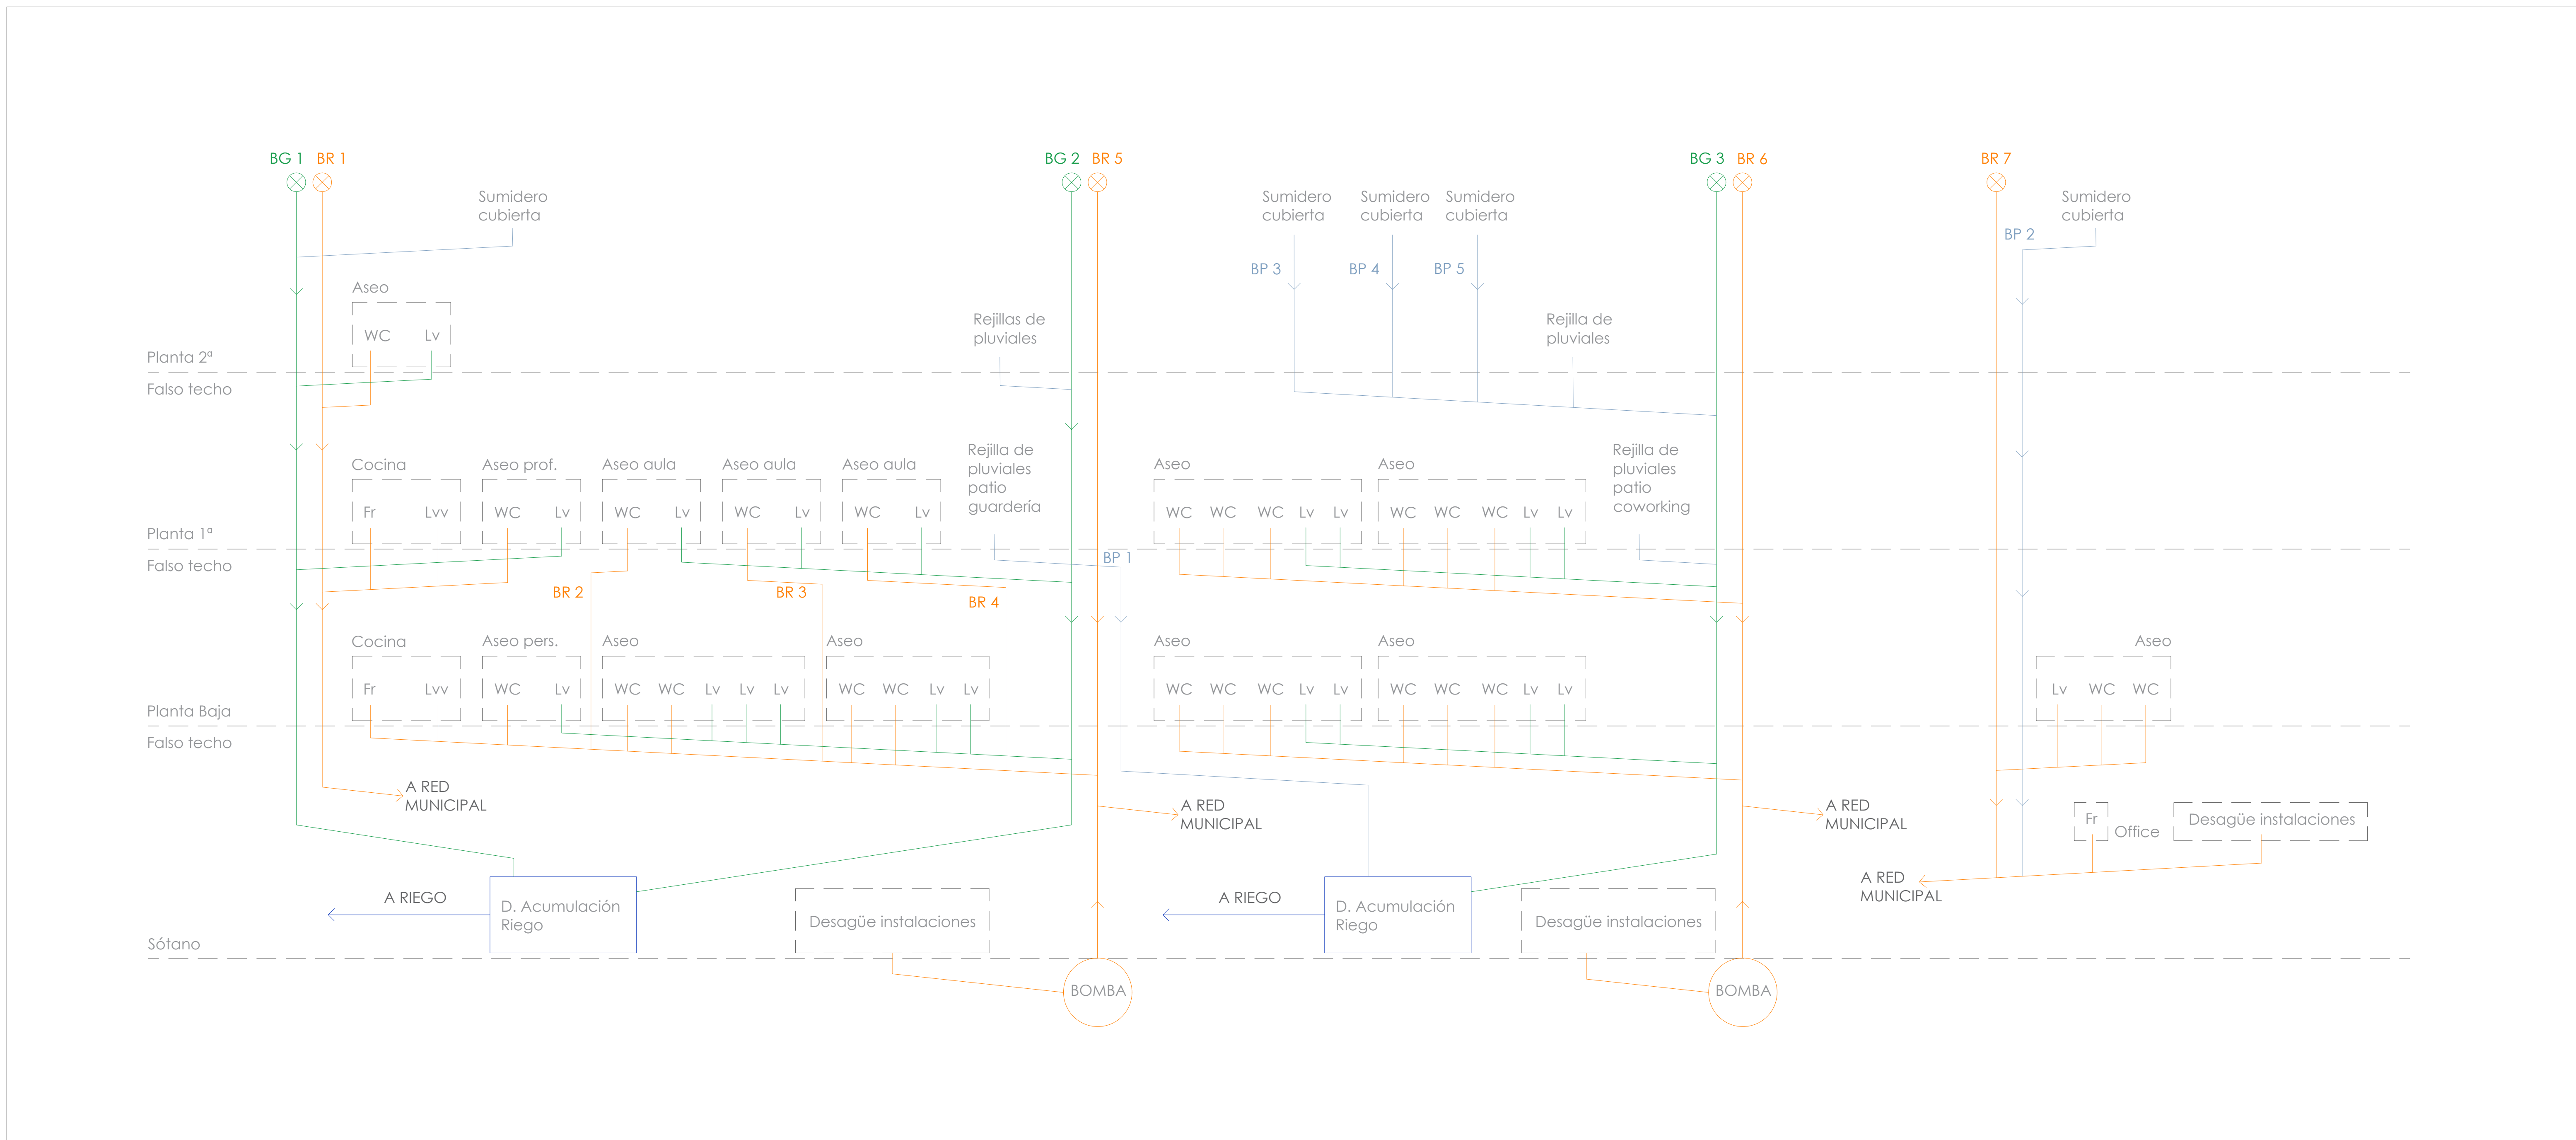 BG 1
BR 1
BG 2
BR 5
BG 3
BR 6
BR 7
Sumidero
cubierta
Sumidero
cubierta
Sumidero
cubierta
Sumidero
cubierta
Sumidero
cubierta
BP 2
BP 3
BP 4
BP 5
Aseo
WC Lv
Rejillas de
pluviales
Rejilla de
pluviales
Planta 2ª
Falso techo
Cocina
Fr Lvv
Aseo prof.
WC Lv
Aseo aula
WC Lv
Aseo aula
WC Lv
Aseo aula
WC Lv
Rejilla de
pluviales
patio
guardería
Aseo
WC WC WC Lv Lv
Aseo
WC WC WC Lv Lv
Rejilla de
pluviales
patio
coworking
Planta 1ª
Falso techo
BP 1
BR 2
BR 3
BR 4
Cocina
Fr Lvv
Aseo pers.
WC Lv
Aseo
WC WC Lv Lv Lv
Aseo
WC WC Lv Lv
Aseo
WC WC WC Lv Lv
Aseo
WC WC WC Lv Lv
Aseo
Lv WC WC
Planta Baja
Falso techo
A RED
MUNICIPAL
A RED
MUNICIPAL
A RED
MUNICIPAL
Fr
Office
Desagüe instalaciones
A RED
MUNICIPAL
A RIEGO
D. Acumulación
Riego
Desagüe instalaciones
A RIEGO
D. Acumulación
Riego
Desagüe instalaciones
Sótano
BOMBA
BOMBA